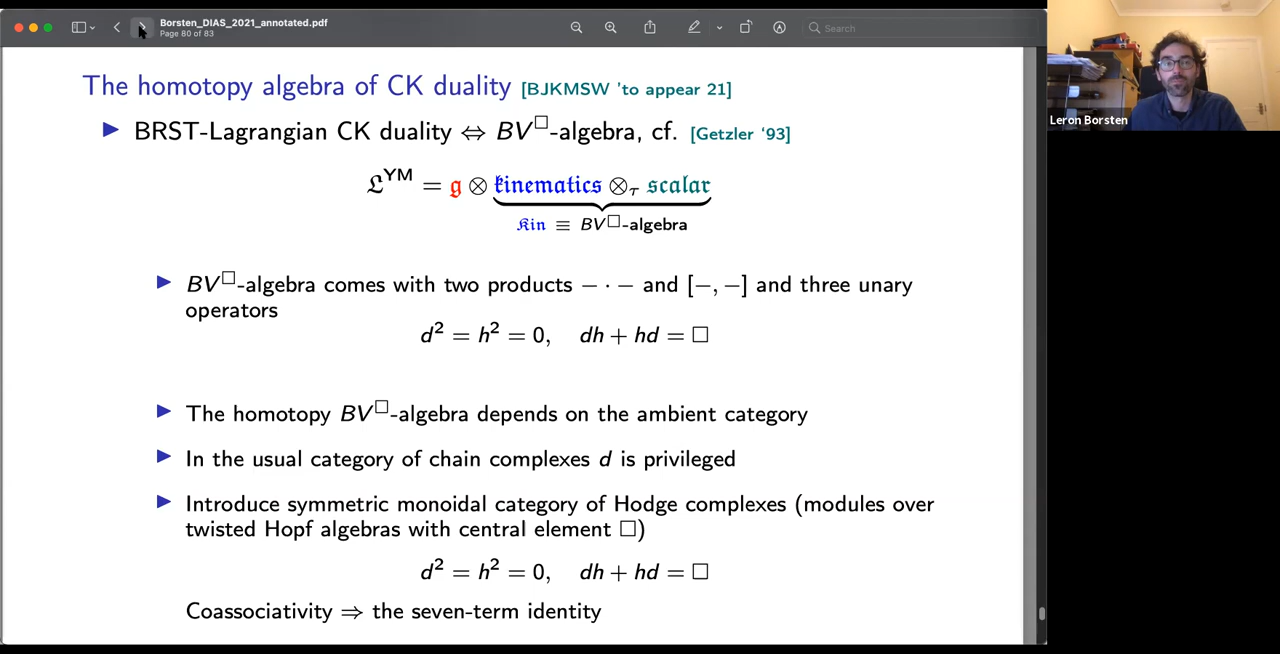 Borsten_DIAS_2021_annotated.pdf
Page 80 of 83
Search
The homotopy algebra of CK duality [BJKMSW 'to appear 21]
BRST-Lagrangian CK duality ⇔ BV□-algebra, cf. [Getzler '93]
𝔏YM = 𝔤 ⊗ 𝔨𝔦𝔫𝔢𝔪𝔞𝔱𝔦𝔠𝔰 ⊗τ 𝔰𝔠𝔞𝔩𝔞𝔯
𝔎𝔦𝔫 ≡ BV□-algebra
BV□-algebra comes with two products − · − and [−, −] and three unary
operators
d² = h² = 0, dh + hd = □
The homotopy BV□-algebra depends on the ambient category
In the usual category of chain complexes d is privileged
Introduce symmetric monoidal category of Hodge complexes (modules over
twisted Hopf algebras with central element □)
d² = h² = 0, dh + hd = □
Coassociativity ⇒ the seven-term identity
Leron Borsten